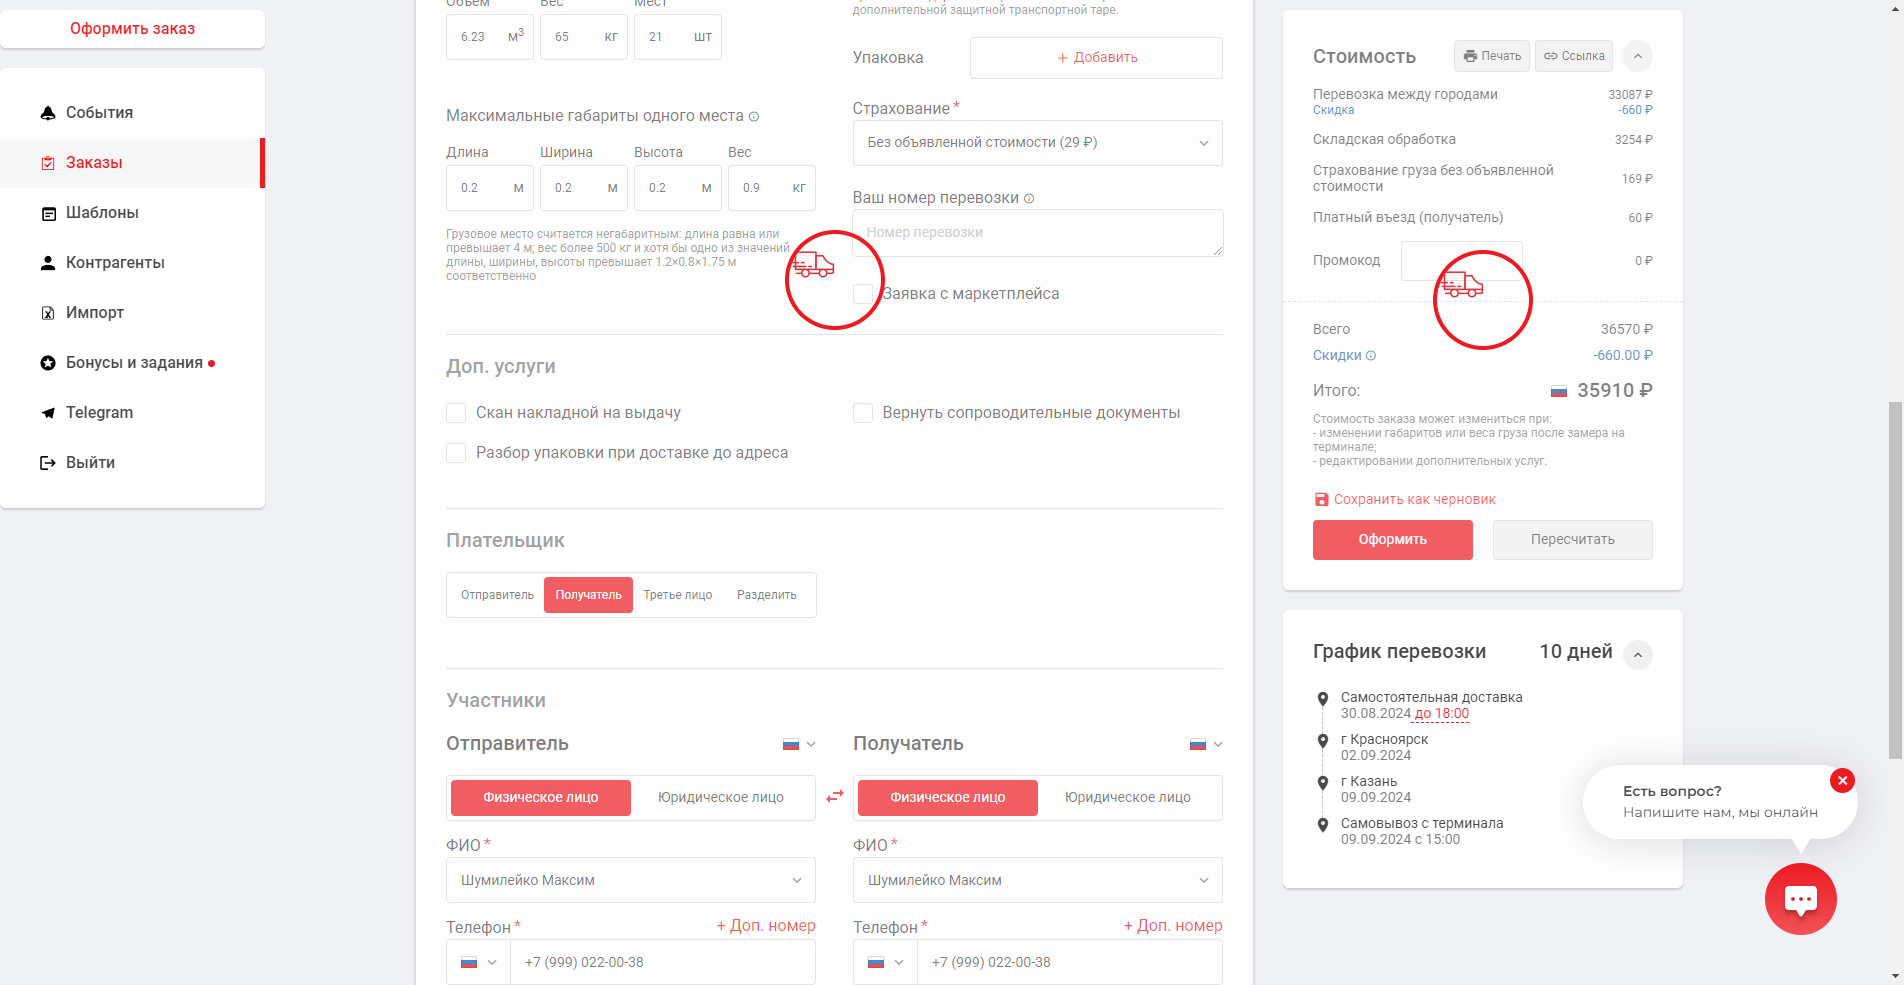 Оформить заказ
События
Заказы
Шаблоны
Контрагенты
Импорт
Бонусы и задания
Telegram
Выйти
Объем Вес Мест
6.23 м3 65 кг 21 шт
Максимальные габариты одного места
Длина Ширина Высота Вес
0.2 м 0.2 м 0.2 м 0.9 кг
Грузовое место считается негабаритным: длина равна или
превышает 4 м; вес более 500 кг и хотя бы одно из значений
длины, ширины, высоты превышает 1.2×0.8×1.75 м
соответственно
дополнительной защитной транспортной таре.
Упаковка + Добавить
Страхование *
Без объявленной стоимости (29 ₽)
Ваш номер перевозки
Номер перевозки
Заявка с маркетплейса
Доп. услуги
Скан накладной на выдачу
Вернуть сопроводительные документы
Разбор упаковки при доставке до адреса
Плательщик
Отправитель Получатель Третье лицо Разделить
Участники
Отправитель
Физическое лицо Юридическое лицо
ФИО *
Шумилейко Максим
Телефон * + Доп. номер
+7 (999) 022-00-38
Получатель
Физическое лицо Юридическое лицо
ФИО *
Шумилейко Максим
Телефон * + Доп. номер
+7 (999) 022-00-38
Стоимость Печать Ссылка
Перевозка между городами 33087 ₽
Скидка -660 ₽
Складская обработка 3254 ₽
Страхование груза без объявленной
стоимости 169 ₽
Платный въезд (получатель) 60 ₽
Промокод 0 ₽
Всего 36570 ₽
Скидки -660.00 ₽
Итого: 35910 ₽
Стоимость заказа может измениться при:
- изменении габаритов или веса груза после замера на
терминале;
- редактировании дополнительных услуг.
Сохранить как черновик
Оформить Пересчитать
График перевозки 10 дней
Самостоятельная доставка
30.08.2024 до 18:00
г Красноярск
02.09.2024
г Казань
09.09.2024
Самовывоз с терминала
09.09.2024 с 15:00
Есть вопрос?
Напишите нам, мы онлайн